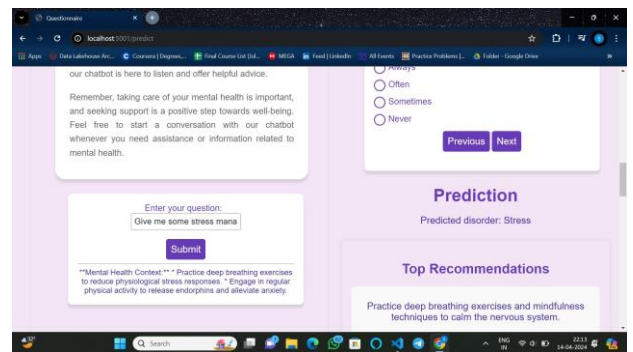 Questionnaire
localhost:5001/predict
Apps
Data Lakehouse Arc...
Coursera | Degrees,...
Final Course List (Jul...
MEGA
Feed | LinkedIn
All Events
Practice Problems |...
Folder - Google Drive
our chatbot is here to listen and offer helpful advice.
Remember, taking care of your mental health is important,
and seeking support is a positive step towards well-being.
Feel free to start a conversation with our chatbot
whenever you need assistance or information related to
mental health.
Enter your question:
Give me some stress mana
Submit
**Mental Health Context:** * Practice deep breathing exercises
to reduce physiological stress responses. * Engage in regular
physical activity to release endorphins and alleviate anxiety.
Always
Often
Sometimes
Never
Previous
Next
Prediction
Predicted disorder: Stress
Top Recommendations
Practice deep breathing exercises and mindfulness
techniques to calm the nervous system.
32°
Search
ENG
IN
22:13
14-04-2024